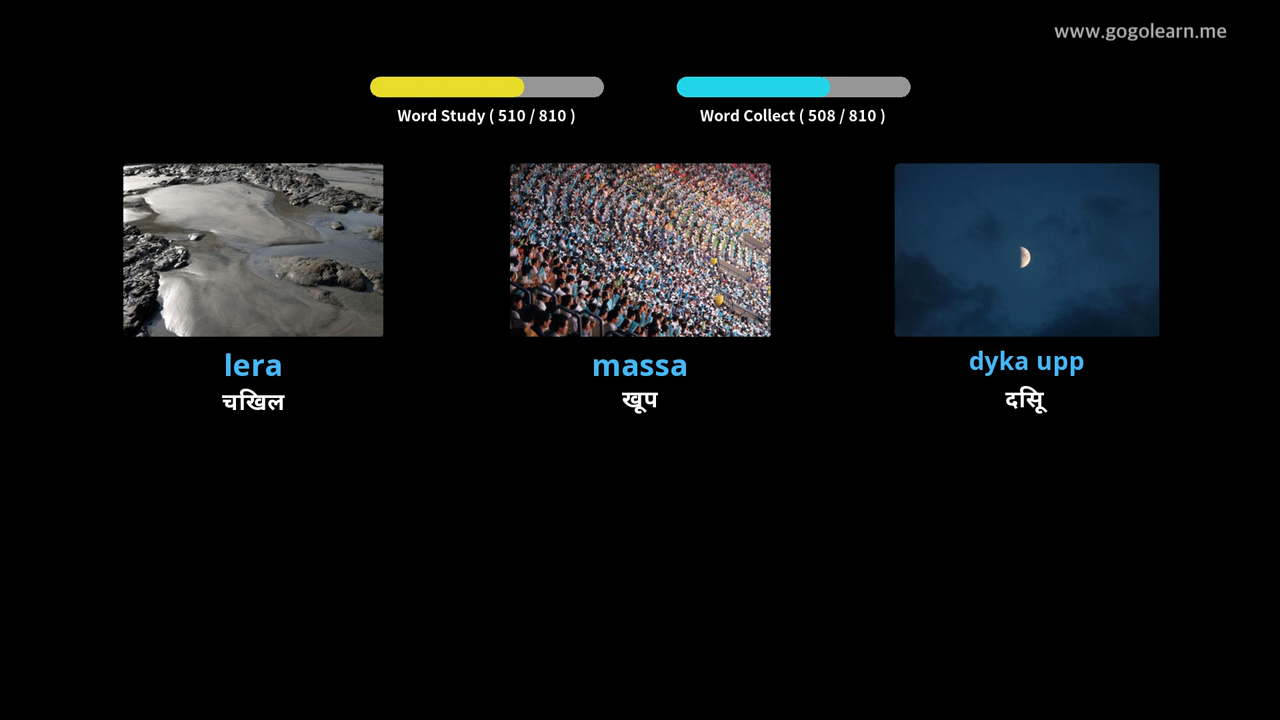 www.gogolearn.me
Word Study ( 510 / 810 )
Word Collect ( 508 / 810 )
lera
massa
dyka upp
चखिल
खूप
दसिू